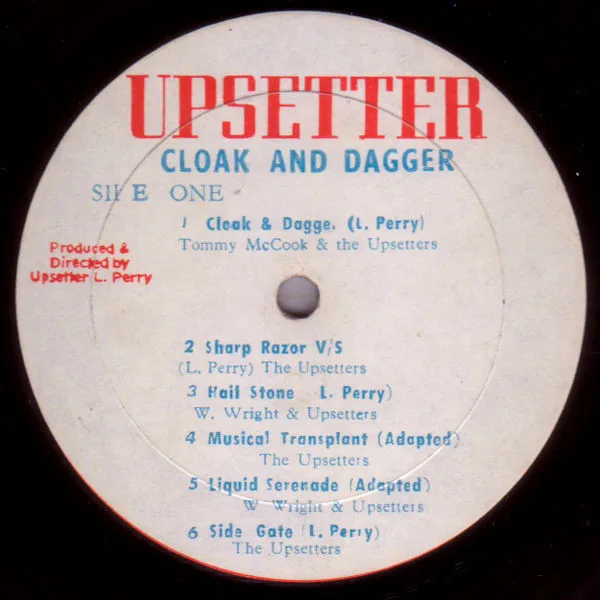 UPSETTER
CLOAK AND DAGGER
SIDE ONE
1 Cloak & Dagge. (L. Perry)
Tommy McCook & the Upsetters
Produced &
Directed by
Upsetter L. Perry
2 Sharp Razor V/S
(L. Perry) The Upsetters
3 Hail Stone L. Perry)
W. Wright & Upsetters
4 Musical Transplant (Adapted)
The Upsetters
5 Liquid Serenade (Adapted)
W Wright & Upsetters
6 Side Gate (L. Perry)
The Upsetters